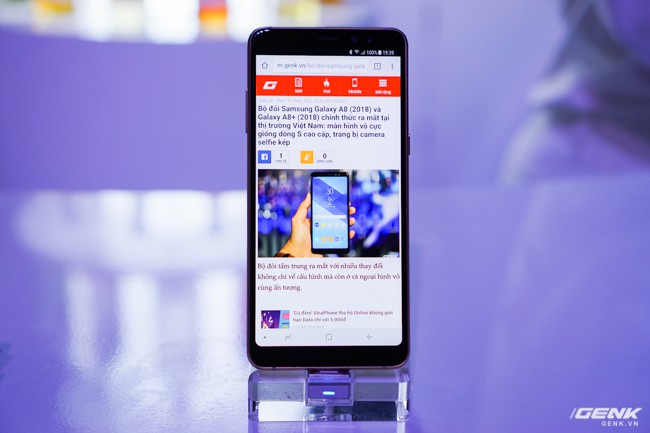 100% 19:39
m.genk.vn/bo-doi-samsung-gala
Mới Hot Mobile Mở rộng
Bộ đôi Samsung Galaxy A8 (2018) và
Galaxy A8+ (2018) chính thức ra mắt tại
thị trường Việt Nam: màn hình vô cực
giống dòng S cao cấp, trang bị camera
selfie kép
1 0
Bộ đôi tầm trung ra mắt với nhiều thay đổi
không chỉ về cấu hình mà còn ở cả ngoại hình vô
cùng ấn tượng.
'Cú đêm' VinaPhone tha hồ Online không giới
hạn Data chỉ với 5.000đ
GENK
GENK.VN